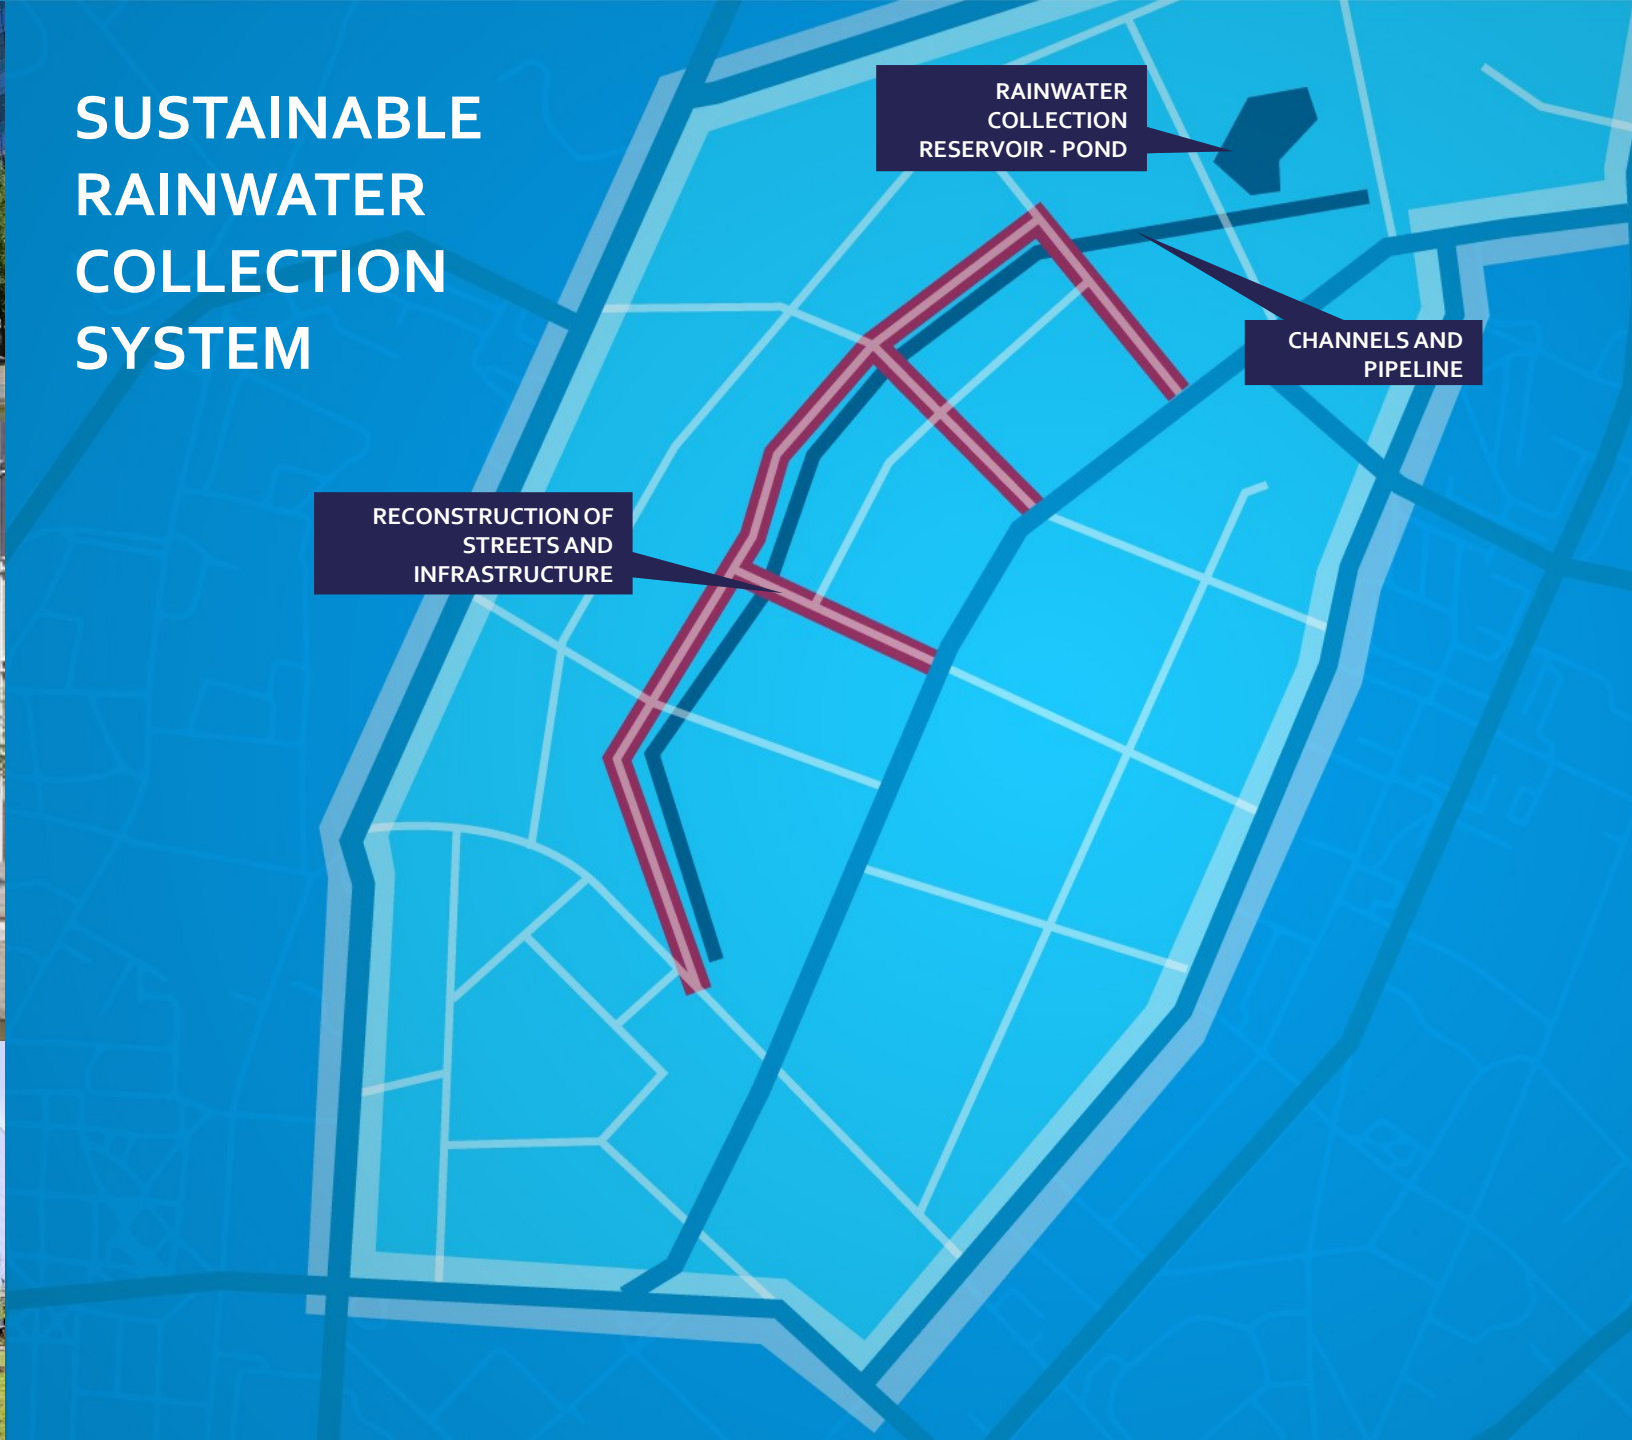 SUSTAINABLE
RAINWATER
COLLECTION
SYSTEM
RAINWATER
COLLECTION
RESERVOIR - POND
CHANNELS AND
PIPELINE
RECONSTRUCTION OF
STREETS AND
INFRASTRUCTURE